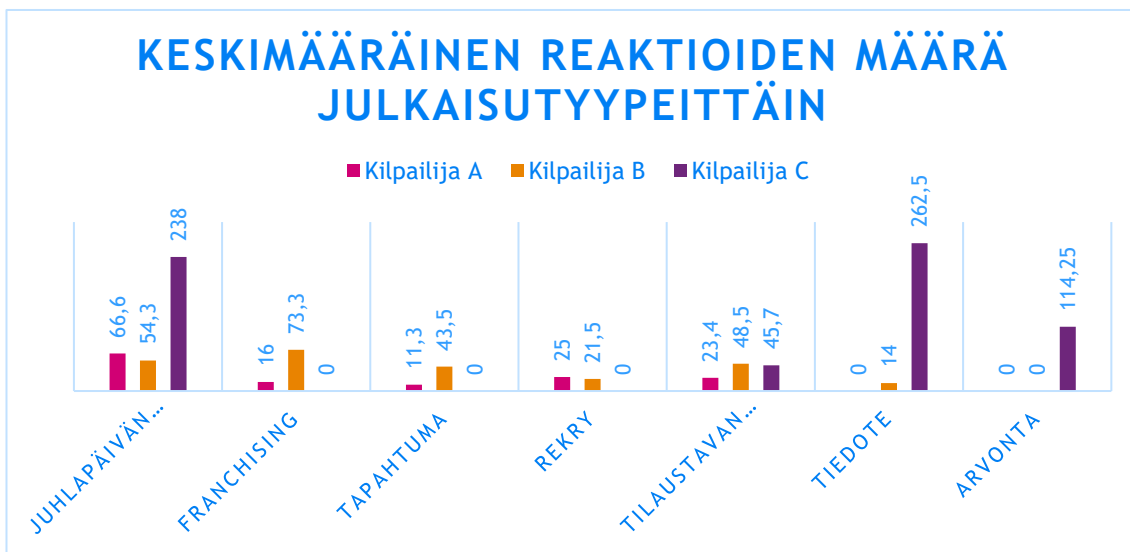 KESKIMÄÄRÄINEN REAKTIOIDEN MÄÄRÄ
JULKAISUTYYPEITTÄIN
Kilpailija A Kilpailija B Kilpailija C
66,6 54,3 238
16 73,3 0
11,3 43,5 0
25 21,5 0
23,4 48,5 45,7
0 14 262,5
0 0 114,25
JUHLAPÄIVÄN…
FRANCHISING
TAPAHTUMA
REKRY
TILAUSTAVAN…
TIEDOTE
ARVONTA